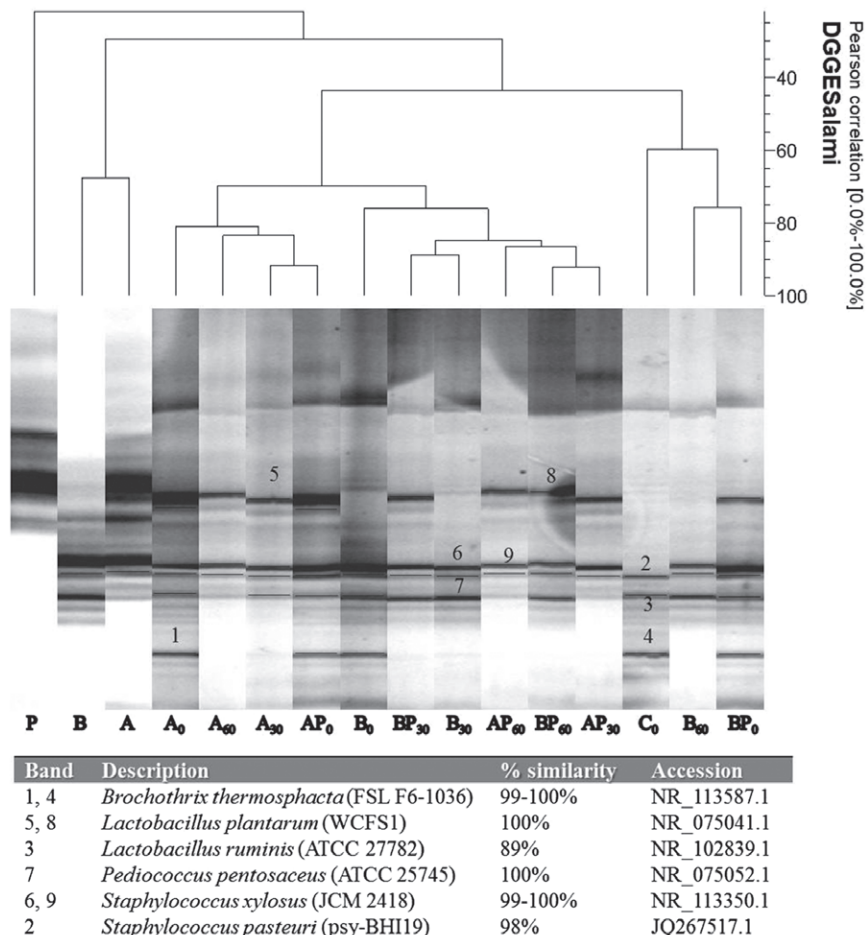 Pearson correlation [0.0%-100.0%]
DGGESalami
40
60
80
100
5
8
6
9
2
7
3
1
4
P B A A₀ A₆₀ A₃₀ AP₀ B₀ BP₃₀ B₃₀ AP₆₀ BP₆₀ AP₃₀ C₀ B₆₀ BP₀
Band Description % similarity Accession
1, 4 Brochothrix thermosphacta (FSL F6-1036) 99-100% NR_113587.1
5, 8 Lactobacillus plantarum (WCFS1) 100% NR_075041.1
3 Lactobacillus ruminis (ATCC 27782) 89% NR_102839.1
7 Pediococcus pentosaceus (ATCC 25745) 100% NR_075052.1
6, 9 Staphylococcus xylosus (JCM 2418) 99-100% NR_113350.1
2 Staphylococcus pasteuri (psy-BHI19) 98% JQ267517.1